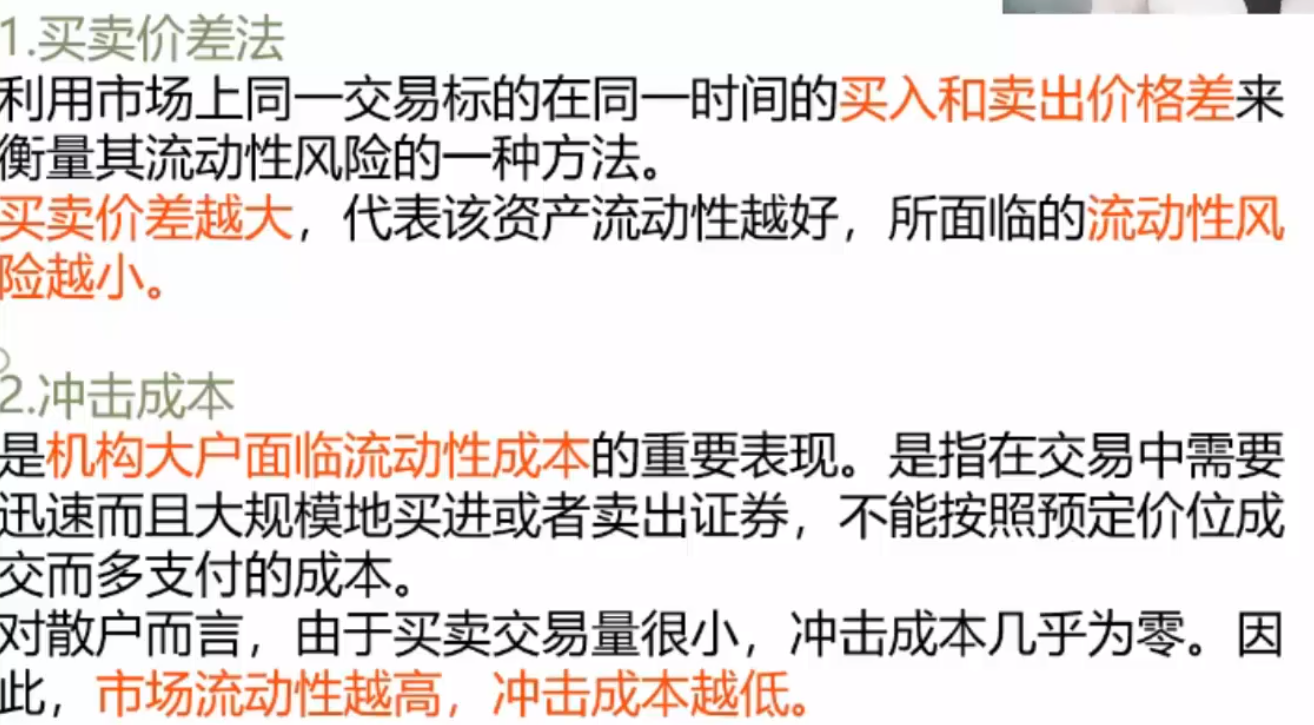 1.买卖价差法
利用市场上同一交易标的在同一时间的买入和卖出价格差来
衡量其流动性风险的一种方法。
买卖价差越大，代表该资产流动性越好，所面临的流动性风
险越小。
2.冲击成本
是机构大户面临流动性成本的重要表现。是指在交易中需要
迅速而且大规模地买进或者卖出证券，不能按照预定价位成
交而多支付的成本。
对散户而言，由于买卖交易量很小，冲击成本几乎为零。因
此，市场流动性越高，冲击成本越低。